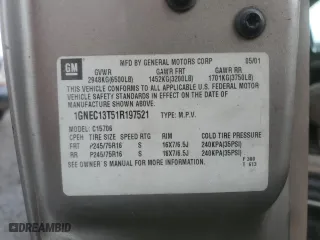 GM
MFD BY GENERAL MOTORS CORP 05/01
GVWR GAWR FRT GAWR RR
2948KG(6500LB) 1452KG(3200LB) 1701KG(3750LB)
THIS VEHICLE CONFORMS TO ALL APPLICABLE U.S. FEDERAL MOTOR
VEHICLE SAFETY STANDARDS IN EFFECT ON THE DATE OF
MANUFACTURE SHOWN ABOVE.
1GNEC13T51R197521 TYPE: M.P.V.
MODEL: C15706
TIRE SIZE SPEED RTG RIM COLD TIRE PRESSURE
FRT P245/75R16 S 16X7/6.5J 240KPA(35PSI)
RR P245/75R16 S 16X7/6.5J 240KPA(35PSI)
SEE OWNER'S MANUAL FOR MORE INFORMATION.